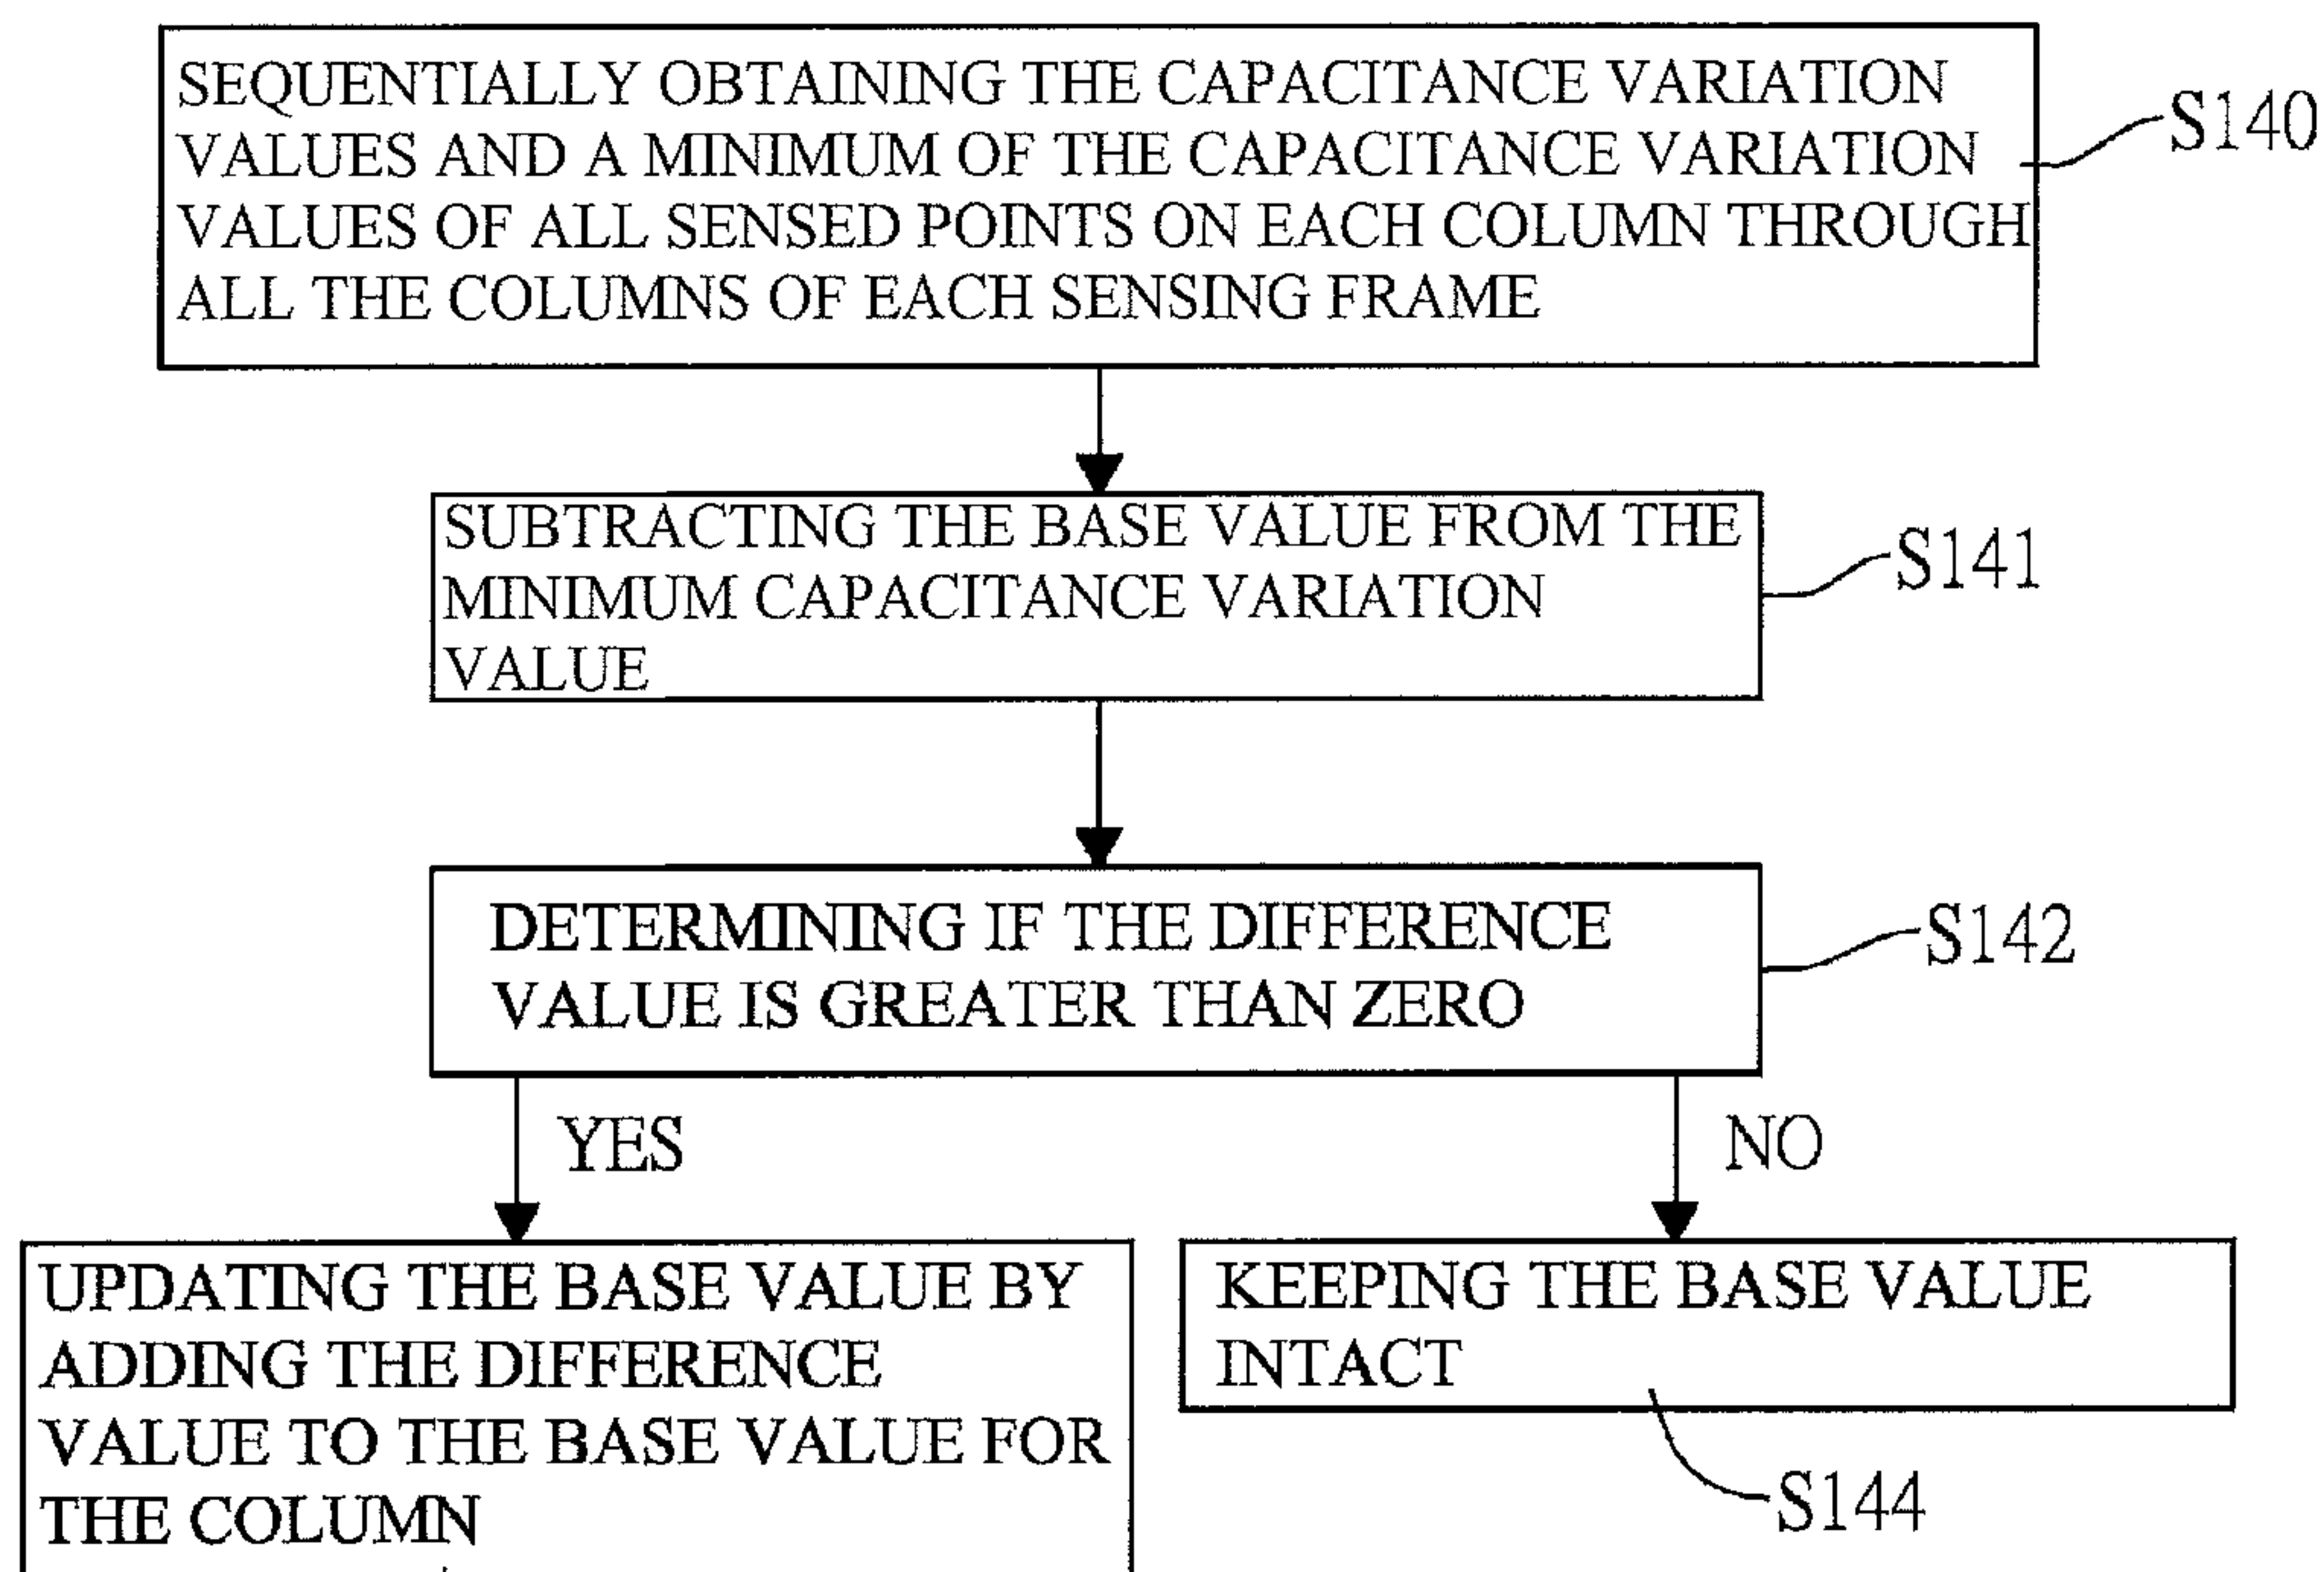 SEQUENTIALLY OBTAINING THE CAPACITANCE VARIATION
VALUES AND A MINIMUM OF THE CAPACITANCE VARIATION
VALUES OF ALL SENSED POINTS ON EACH COLUMN THROUGH
ALL THE COLUMNS OF EACH SENSING FRAME
S140
SUBTRACTING THE BASE VALUE FROM THE
MINIMUM CAPACITANCE VARIATION
VALUE
S141
DETERMINING IF THE DIFFERENCE
VALUE IS GREATER THAN ZERO
S142
YES
NO
UPDATING THE BASE VALUE BY
ADDING THE DIFFERENCE
VALUE TO THE BASE VALUE FOR
THE COLUMN
KEEPING THE BASE VALUE
INTACT
S144